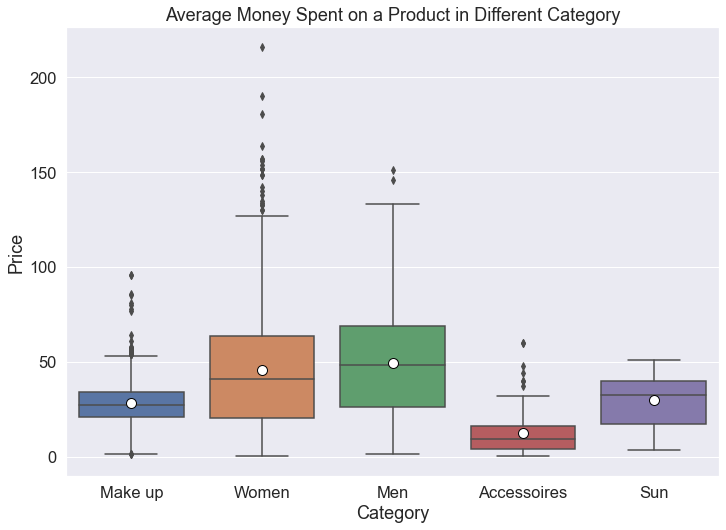 Average Money Spent on a Product in Different Category
200
150
100
50
0
Price
Make up Women Men Accessoires Sun
Category